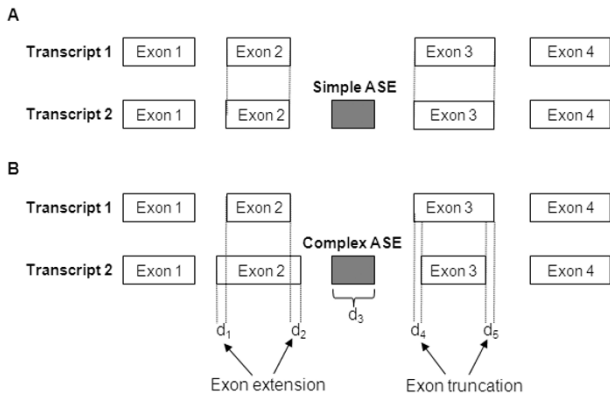 A
Transcript 1 Exon 1 Exon 2 Exon 3 Exon 4
Simple ASE
Transcript 2 Exon 1 Exon 2 Exon 3 Exon 4
B
Transcript 1 Exon 1 Exon 2 Exon 3 Exon 4
Complex ASE
Transcript 2 Exon 1 Exon 2 Exon 3 Exon 4
d3
d1 d2 d4 d5
Exon extension Exon truncation